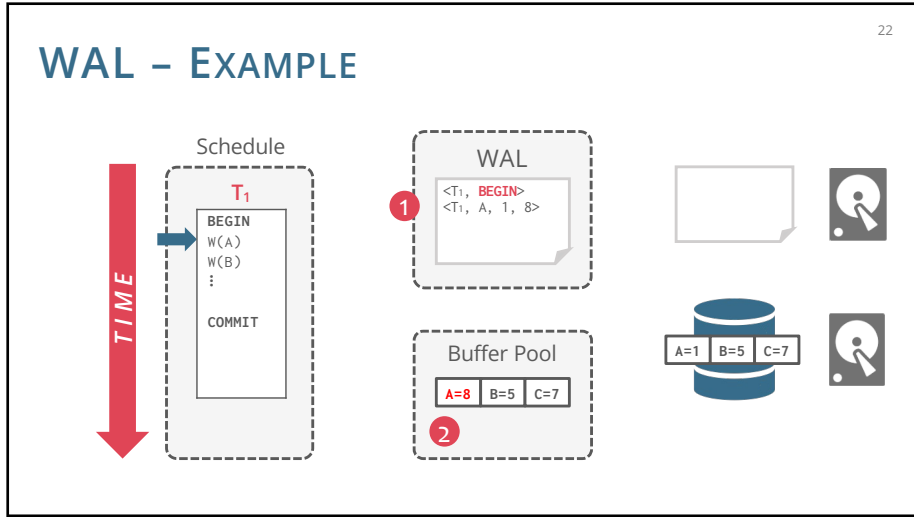 22
WAL – EXAMPLE
TIME
Schedule
T1
BEGIN
W(A)
W(B)
⋮
COMMIT
WAL
1
<T1, BEGIN>
<T1, A, 1, 8>
Buffer Pool
A=8 B=5 C=7
2
A=1 B=5 C=7